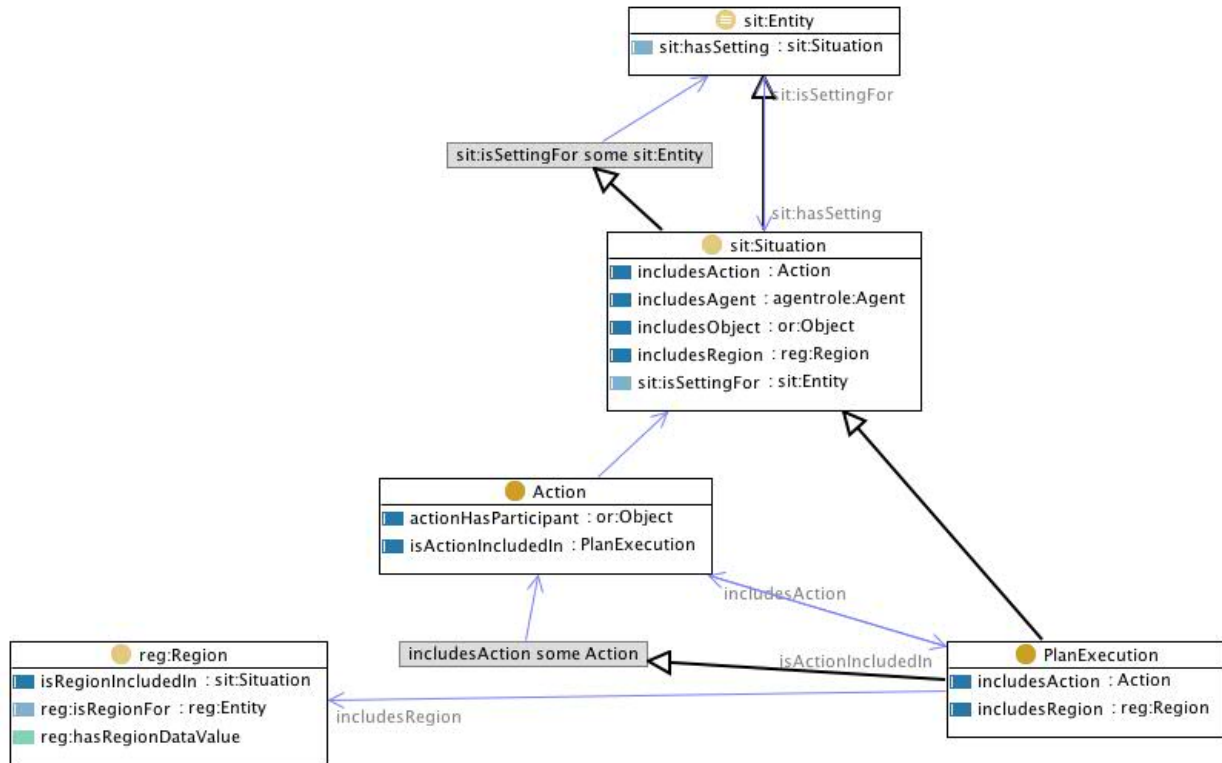 sit:Entity
sit:hasSetting : sit:Situation
sit:isSettingFor
sit:isSettingFor some sit:Entity
sit:hasSetting
sit:Situation
includesAction : Action
includesAgent : agentrole:Agent
includesObject : or:Object
includesRegion : reg:Region
sit:isSettingFor : sit:Entity
Action
actionHasParticipant : or:Object
isActionIncludedIn : PlanExecution
includesAction
includesAction some Action
isActionIncludedIn
reg:Region
isRegionIncludedIn : sit:Situation
reg:isRegionFor : reg:Entity
reg:hasRegionDataValue
includesRegion
PlanExecution
includesAction : Action
includesRegion : reg:Region